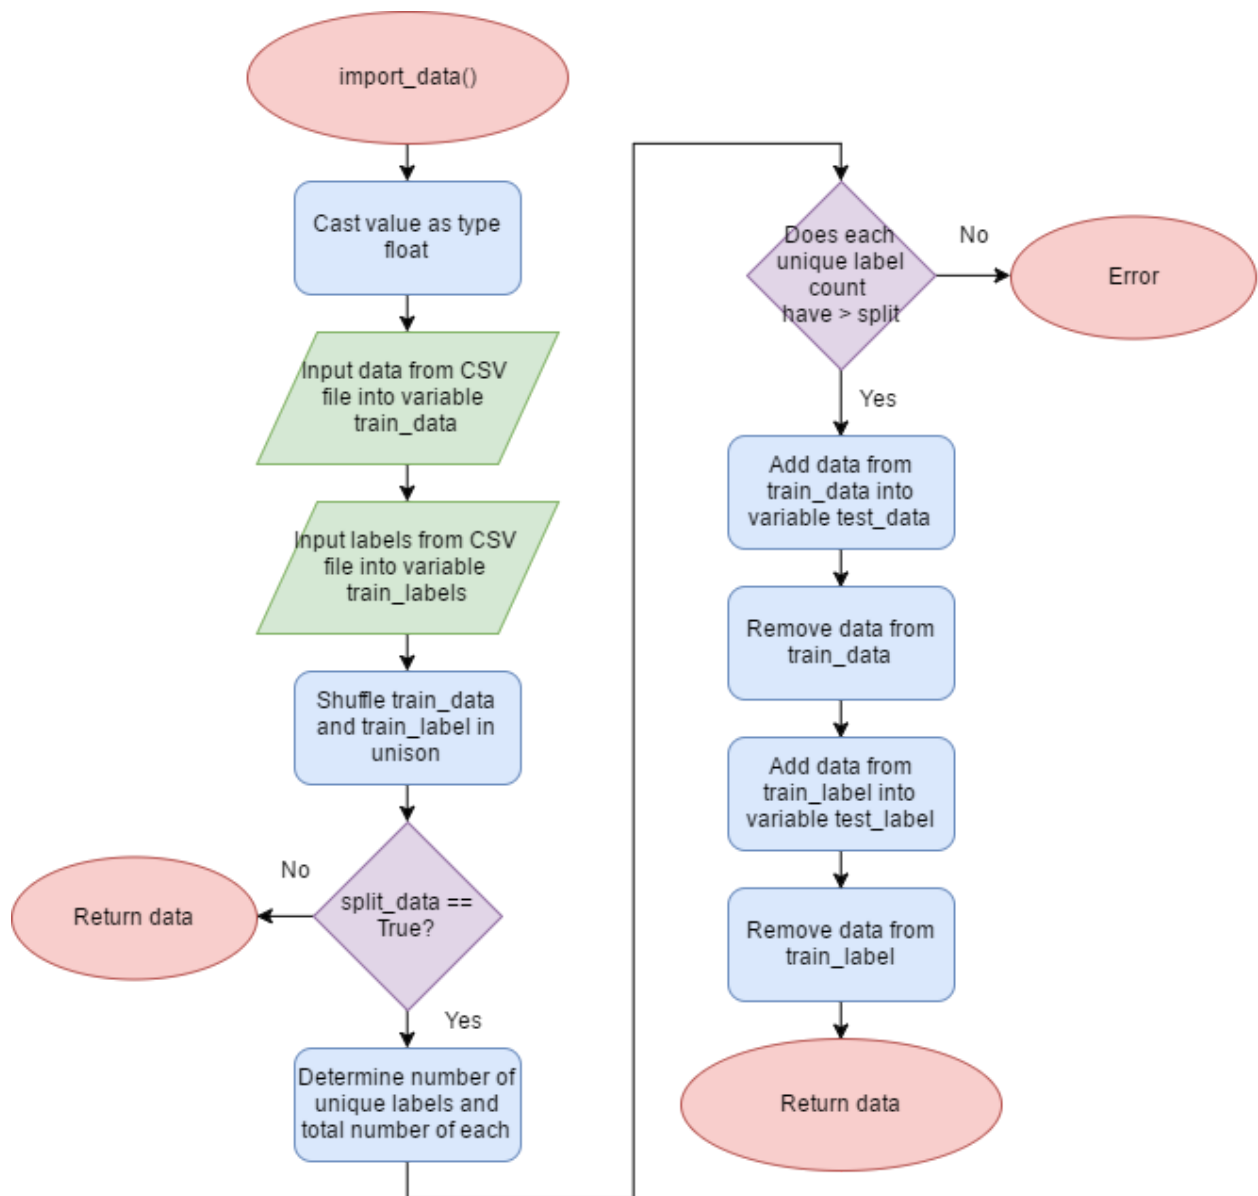 import_data()
Cast value as type
float
Input data from CSV
file into variable
train_data
Input labels from CSV
file into variable
train_labels
Shuffle train_data
and train_label in
unison
split_data ==
True?
No
Return data
Yes
Determine number of
unique labels and
total number of each
Does each
unique label
count
have > split
No
Error
Yes
Add data from
train_data into
variable test_data
Remove data from
train_data
Add data from
train_label into
variable test_label
Remove data from
train_label
Return data